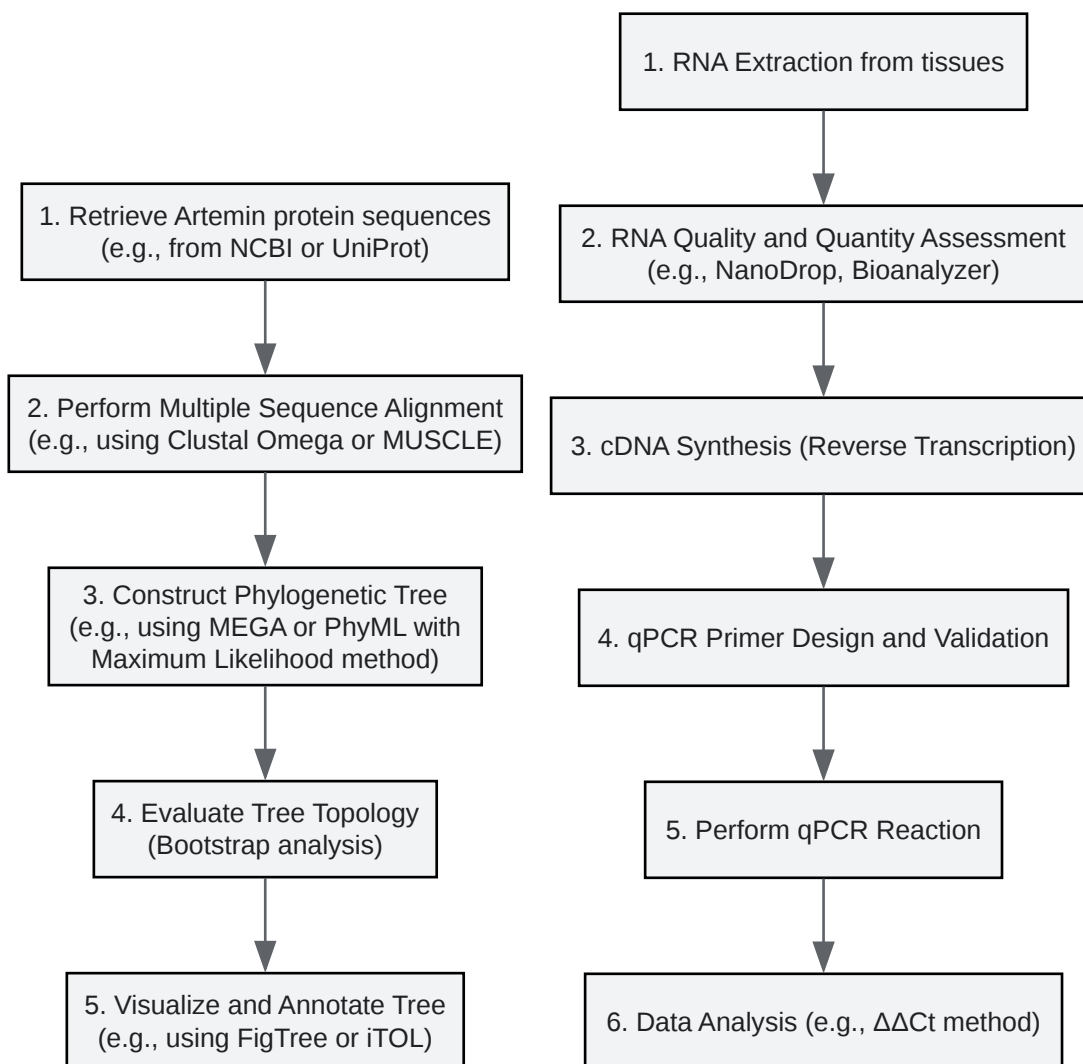 1. Retrieve Artemin protein sequences
(e.g., from NCBI or UniProt)
2. Perform Multiple Sequence Alignment
(e.g., using Clustal Omega or MUSCLE)
3. Construct Phylogenetic Tree
(e.g., using MEGA or PhyML with
Maximum Likelihood method)
4. Evaluate Tree Topology
(Bootstrap analysis)
5. Visualize and Annotate Tree
(e.g., using FigTree or iTOL)
1. RNA Extraction from tissues
2. RNA Quality and Quantity Assessment
(e.g., NanoDrop, Bioanalyzer)
3. cDNA Synthesis (Reverse Transcription)
4. qPCR Primer Design and Validation
5. Perform qPCR Reaction
6. Data Analysis (e.g., ΔΔCt method)